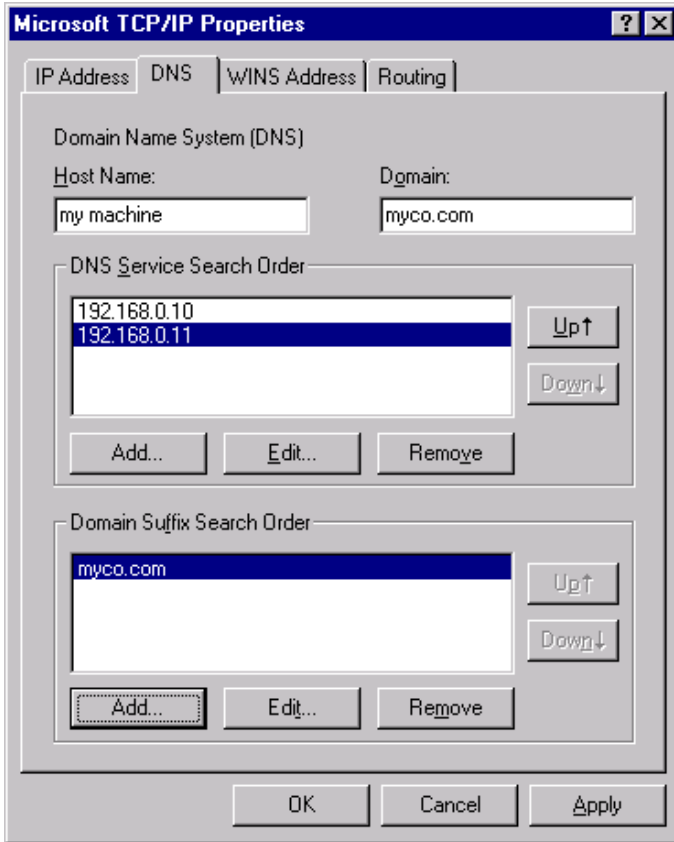 Microsoft TCP/IP Properties
? ×
IP Address DNS WINS Address Routing
Domain Name System (DNS)
Host Name: Domain:
my machine myco.com
DNS Service Search Order
192.168.0.10
192.168.0.11
Up↑
Down↓
Add... Edit... Remove
Domain Suffix Search Order
myco.com
Up↑
Down↓
Add... Edit... Remove
OK Cancel Apply